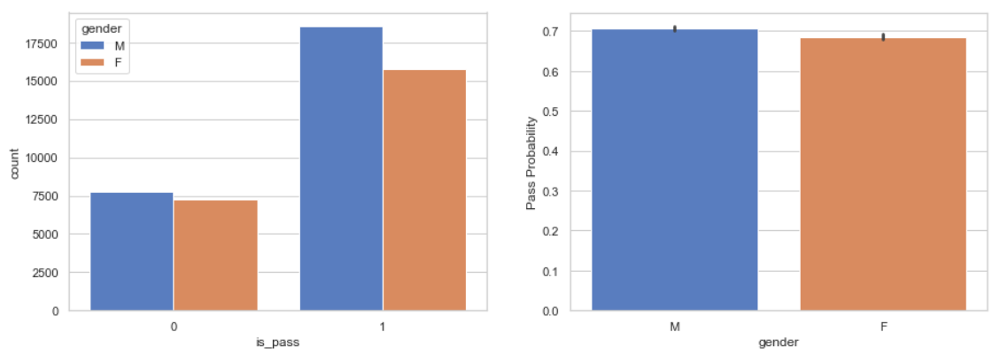 gender
M
F
17500
15000
12500
10000
7500
5000
2500
0
count
0 1
is_pass
0.7
0.6
0.5
0.4
0.3
0.2
0.1
0.0
Pass Probability
M F
gender